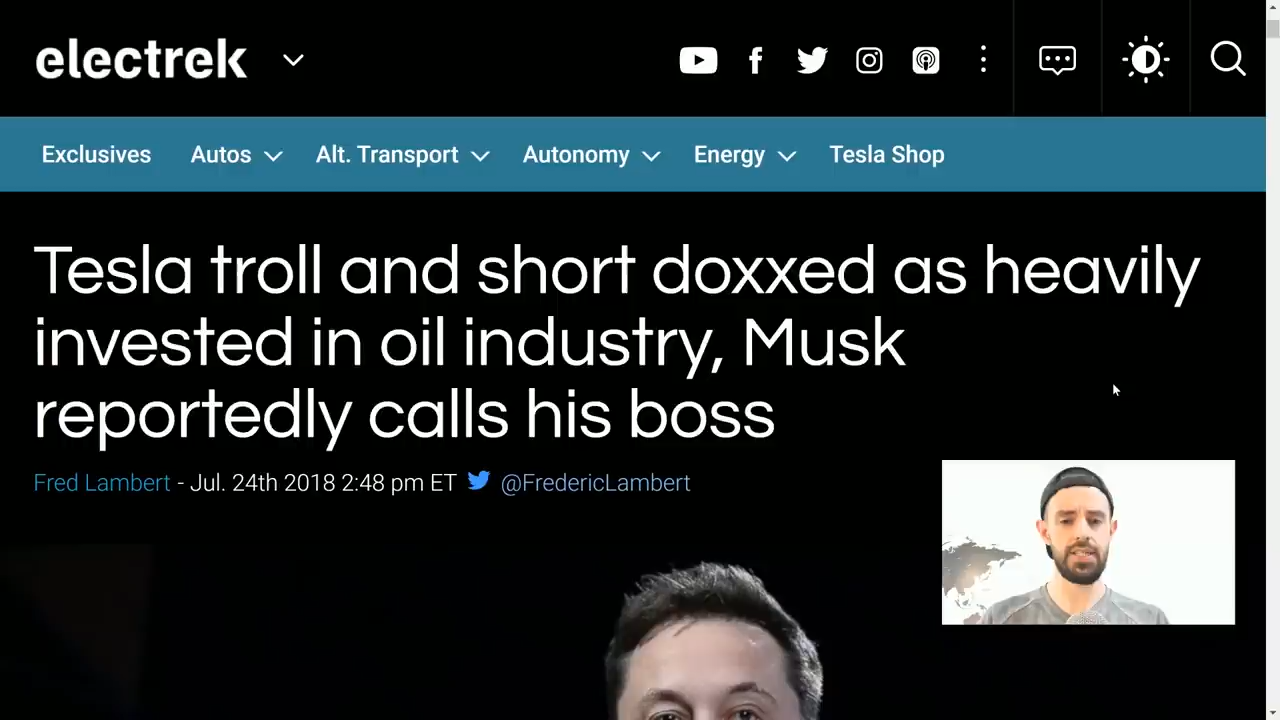 electrek
Exclusives Autos Alt. Transport Autonomy Energy Tesla Shop
Tesla troll and short doxxed as heavily
invested in oil industry, Musk
reportedly calls his boss
Fred Lambert - Jul. 24th 2018 2:48 pm ET @FredericLambert